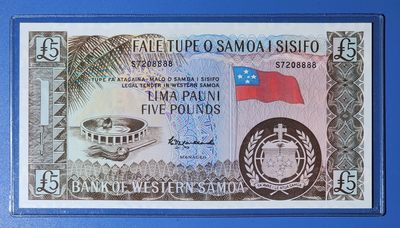 £5
FALE TUPE O SAMOA I SISIFO
£5
S7208888
S7208888
TUPE FA'ATAGAINA-MALO O SAMOA I SISIFO
LEGAL TENDER IN WESTERN SAMOA
LIMA PAUNI
FIVE POUNDS
MANAGER
£5
BANK OF WESTERN SAMOA
£5